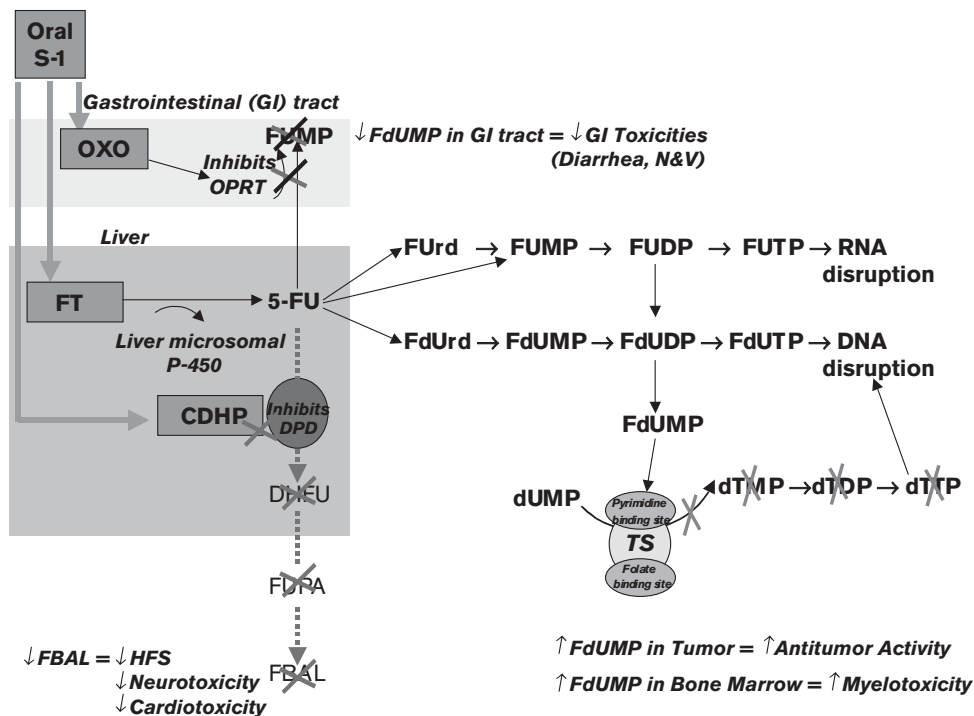 Oral
S-1
Gastrointestinal (GI) tract
OXO
Inhibits
OPRT
FUMP
↓FdUMP in GI tract = ↓GI Toxicities
(Diarrhea, N&V)
Liver
FT
5-FU
Liver microsomal
P-450
CDHP
Inhibits
DPD
DHFU
FUPA
FBAL
FUrd → FUMP → FUDP → FUTP → RNA
disruption
FdUrd → FdUMP → FdUDP → FdUTP → DNA
disruption
FdUMP
dUMP
Pyrimidine
binding site
TS
Folate
binding site
dTMP → dTDP → dTTP
↓FBAL = ↓HFS
↓Neurotoxicity
↓Cardiotoxicity
↑FdUMP in Tumor = ↑Antitumor Activity
↑FdUMP in Bone Marrow = ↑Myelotoxicity